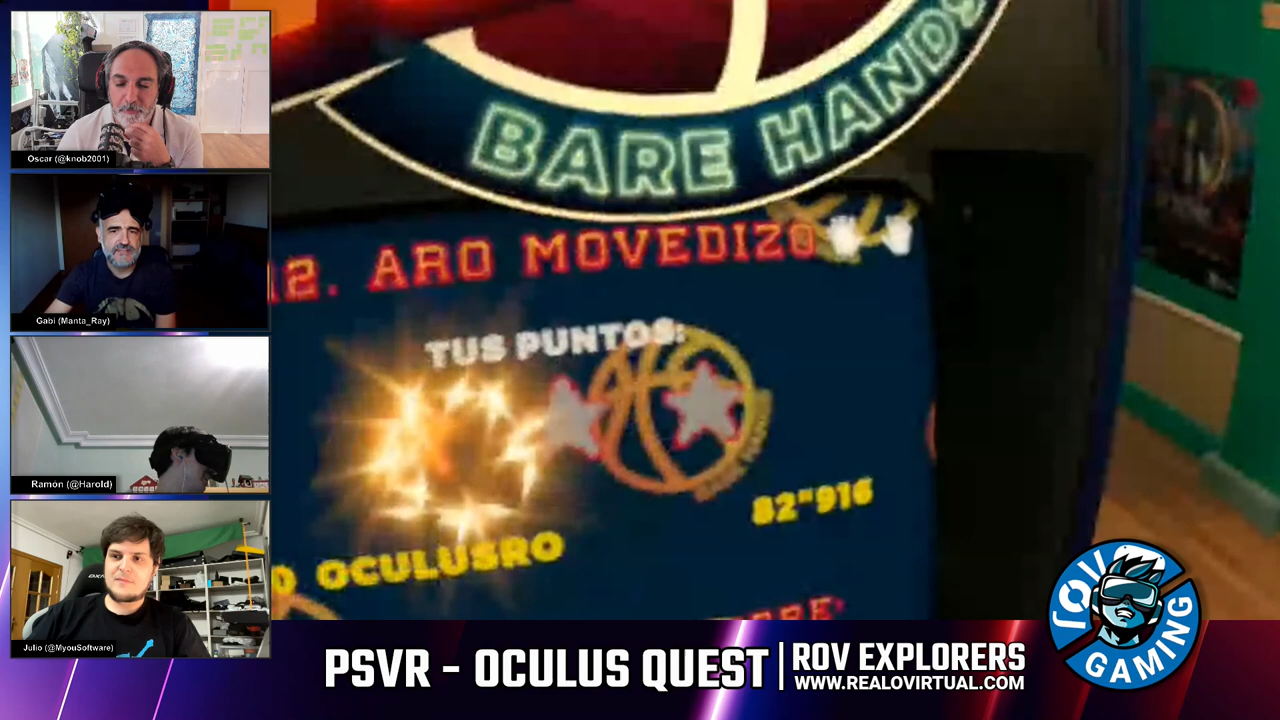 Oscar (@knob2001)
Gabi (Manta_Ray)
Ramón (@Harold)
Julio (@MyouSoftware)
BARE HANDS
12. ARO MOVEDIZO
TUS PUNTOS:
82"916
OCULUSRO
ROV
GAMING
PSVR - OCULUS QUEST
ROV EXPLORERS
WWW.REALOVIRTUAL.COM